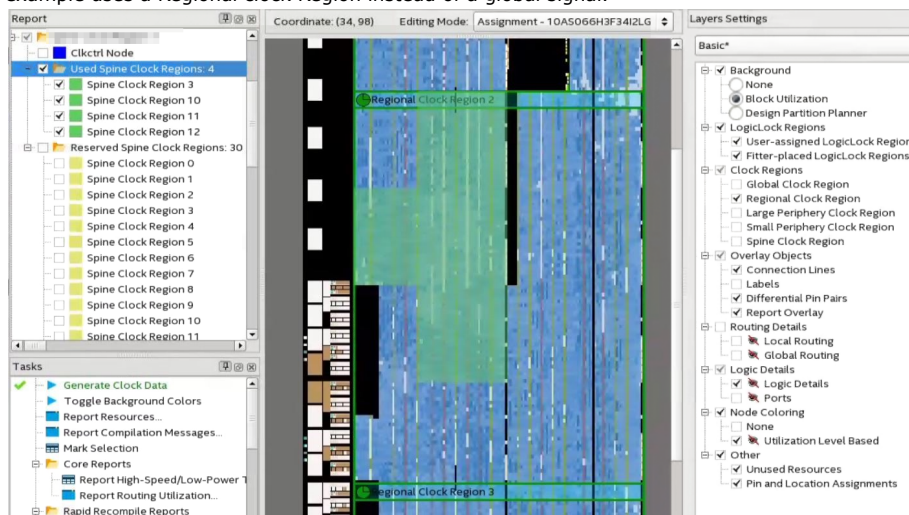 example uses a Regional Clock Region instead of a global signal.
Report
Clkctrl Node
Used Spine Clock Regions: 4
Spine Clock Region 3
Spine Clock Region 10
Spine Clock Region 11
Spine Clock Region 12
Reserved Spine Clock Regions: 30
Spine Clock Region 0
Spine Clock Region 1
Spine Clock Region 2
Spine Clock Region 3
Spine Clock Region 4
Spine Clock Region 5
Spine Clock Region 6
Spine Clock Region 7
Spine Clock Region 8
Spine Clock Region 9
Spine Clock Region 10
Spine Clock Region 11
Tasks
Generate Clock Data
Toggle Background Colors
Report Resources...
Report Compilation Messages...
Mark Selection
Core Reports
Report High-Speed/Low-Power T
Report Routing Utilization...
Rapid Recompile Reports
Coordinate: (34, 98) Editing Mode: Assignment - 10AS066H3F34I2LG
Regional Clock Region 2
Regional Clock Region 3
Layers Settings
Basic*
Background
None
Block Utilization
Design Partition Planner
LogicLock Regions
User-assigned LogicLock Region
Fitter-placed LogicLock Regions
Clock Regions
Global Clock Region
Regional Clock Region
Large Periphery Clock Region
Small Periphery Clock Region
Spine Clock Region
Overlay Objects
Connection Lines
Labels
Differential Pin Pairs
Report Overlay
Routing Details
Local Routing
Global Routing
Logic Details
Logic Details
Ports
Node Coloring
None
Utilization Level Based
Other
Unused Resources
Pin and Location Assignments